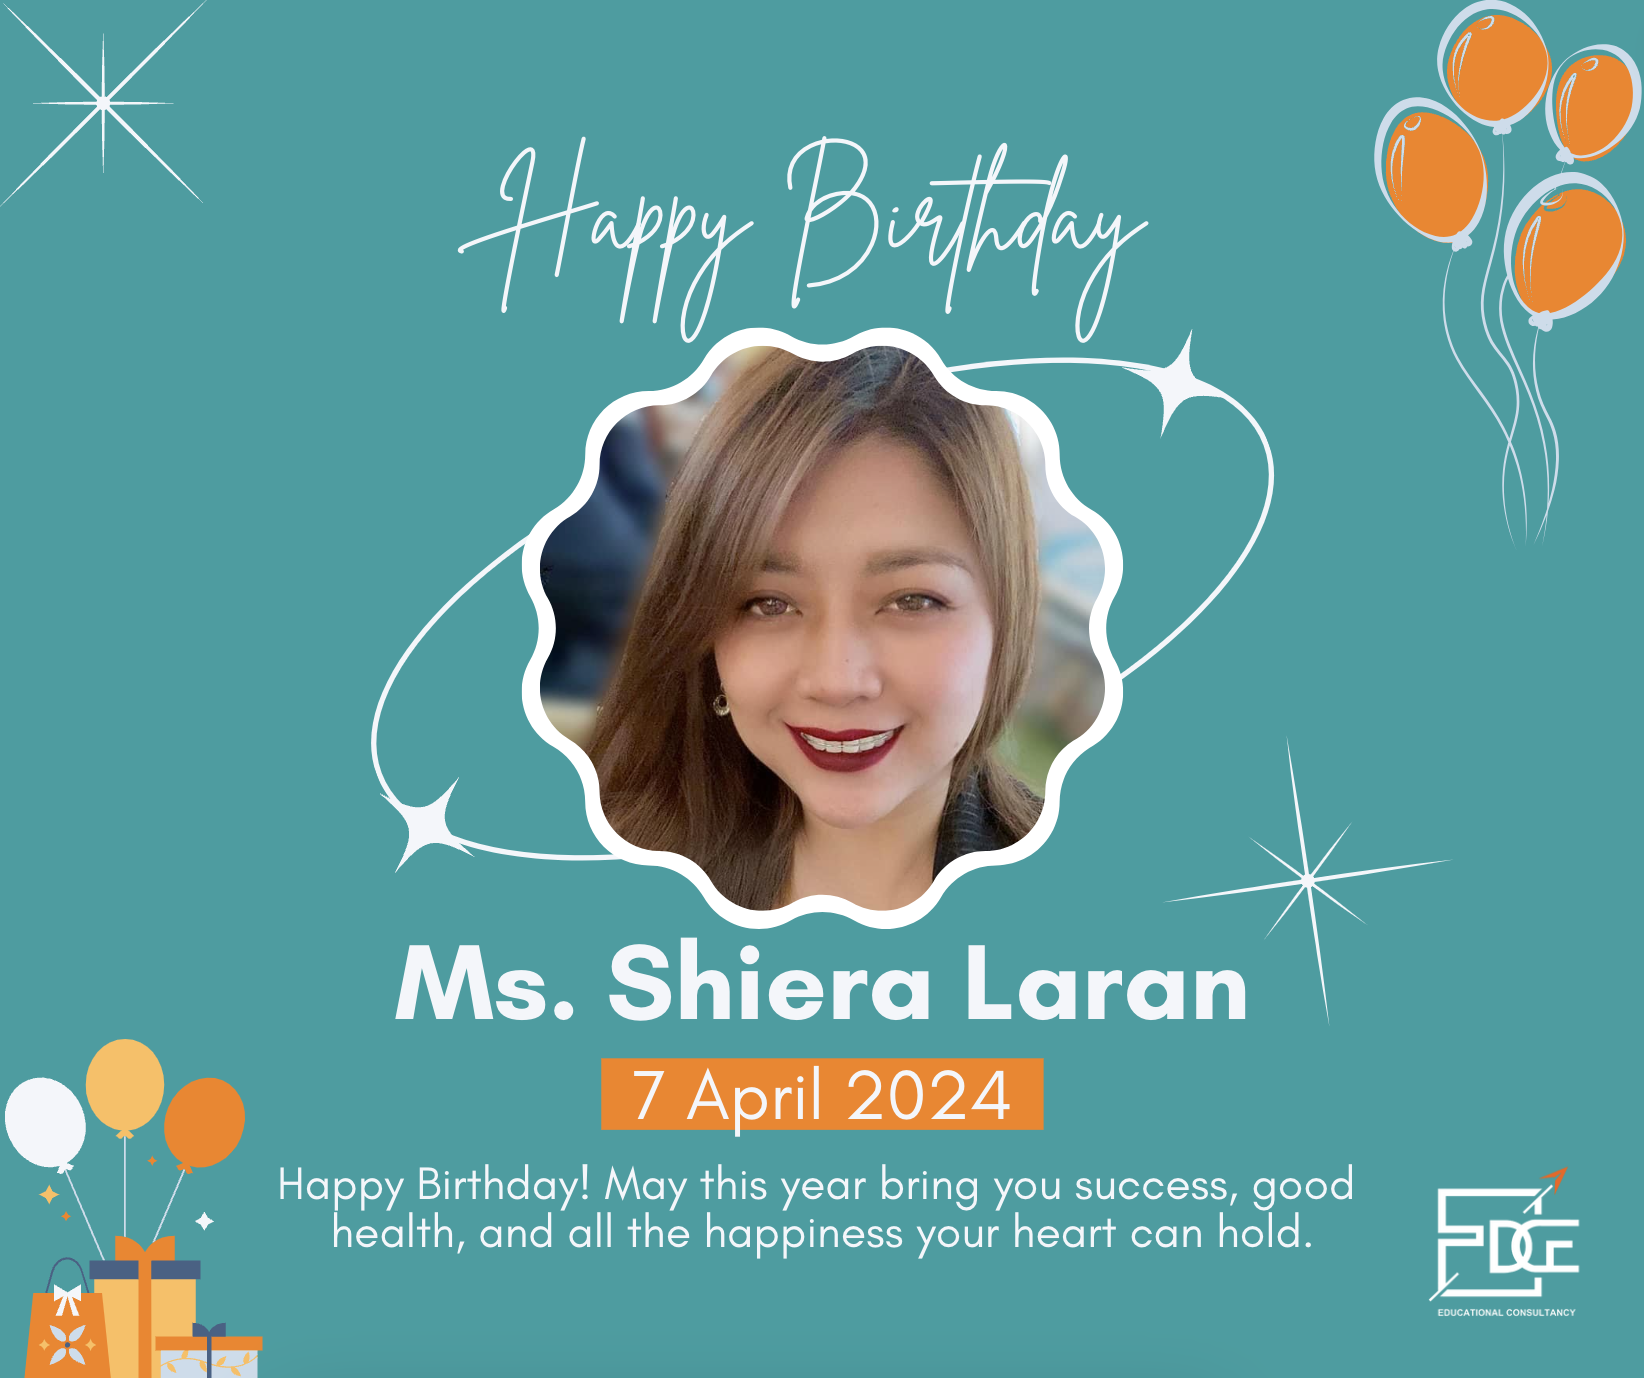 Happy Birthday
Ms. Shiera Laran
7 April 2024
Happy Birthday! May this year bring you success, good
health, and all the happiness your heart can hold.
EDGE
EDUCATIONAL CONSULTANCY